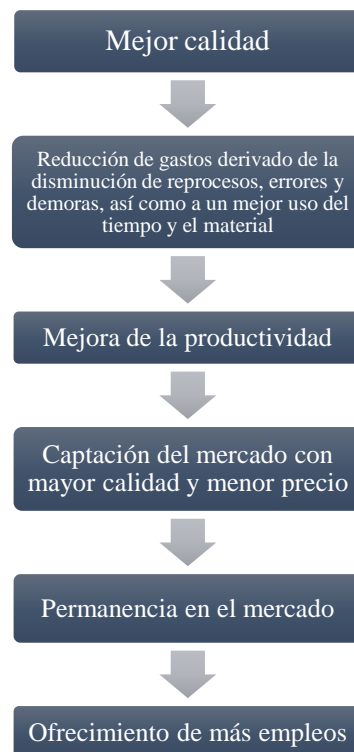 Mejor calidad
Reducción de gastos derivado de la
disminución de reprocesos, errores y
demoras, así como a un mejor uso del
tiempo y el material
Mejora de la productividad
Captación del mercado con
mayor calidad y menor precio
Permanencia en el mercado
Ofrecimiento de más empleos